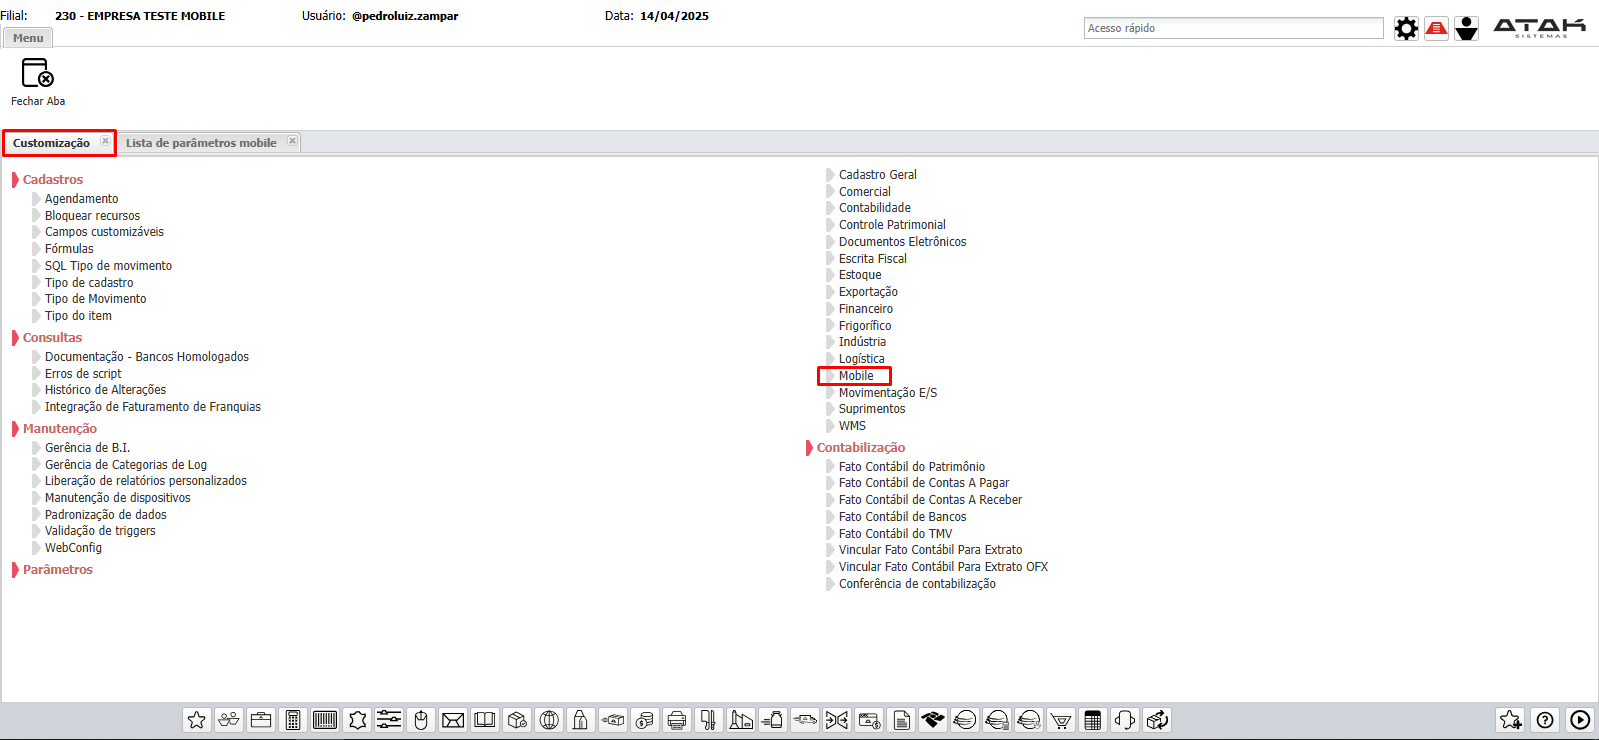 Filial: 230 - EMPRESA TESTE MOBILE Usuário: @pedroluiz.zampar Data: 14/04/2025
Acesso rápido
ATAK
SISTEMAS
Menu
Fechar Aba
Customização
Lista de parâmetros mobile
Cadastros
Agendamento
Bloquear recursos
Campos customizáveis
Fórmulas
SQL Tipo de movimento
Tipo de cadastro
Tipo de Movimento
Tipo do item
Consultas
Documentação - Bancos Homologados
Erros de script
Histórico de Alterações
Integração de Faturamento de Franquias
Manutenção
Gerência de B.I.
Gerência de Categorias de Log
Liberação de relatórios personalizados
Manutenção de dispositivos
Padronização de dados
Validação de triggers
WebConfig
Parâmetros
Cadastro Geral
Comercial
Contabilidade
Controle Patrimonial
Documentos Eletrônicos
Escrita Fiscal
Estoque
Exportação
Financeiro
Frigorífico
Indústria
Logística
Mobile
Movimentação E/S
Suprimentos
WMS
Contabilização
Fato Contábil do Patrimônio
Fato Contábil de Contas A Pagar
Fato Contábil de Contas A Receber
Fato Contábil de Bancos
Fato Contábil do TMV
Vincular Fato Contábil Para Extrato
Vincular Fato Contábil Para Extrato OFX
Conferência de contabilização